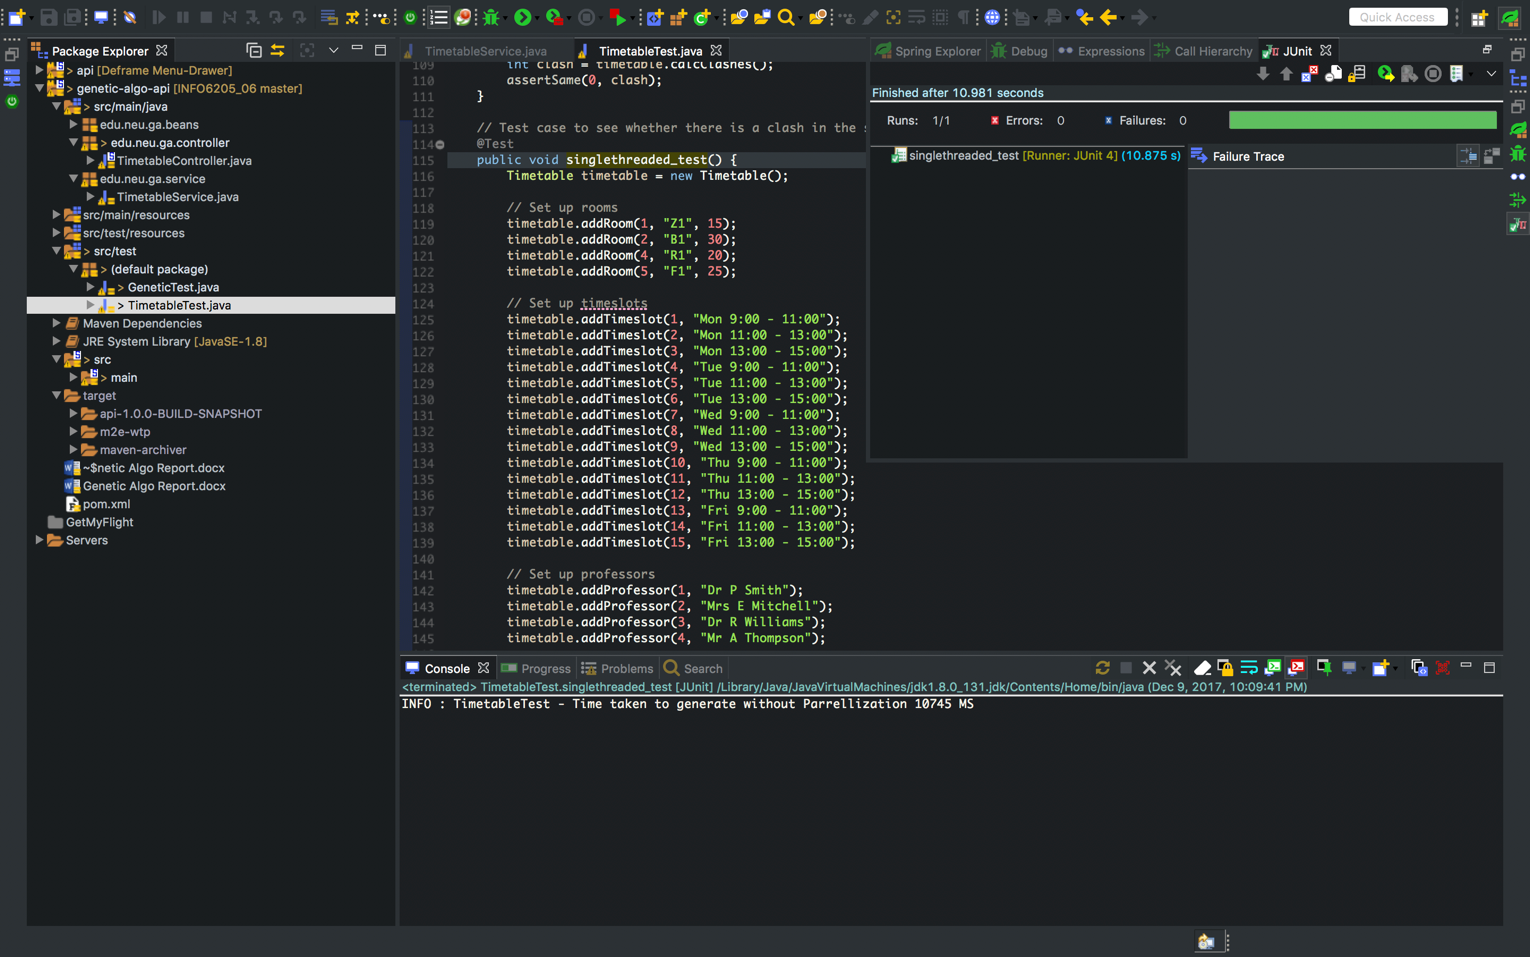 Quick Access
Package Explorer
> api [Deframe Menu-Drawer]
> genetic-algo-api [INFO6205_06 master]
> src/main/java
edu.neu.ga.beans
> edu.neu.ga.controller
TimetableController.java
edu.neu.ga.service
TimetableService.java
src/main/resources
src/test/resources
> src/test
> (default package)
> GeneticTest.java
> TimetableTest.java
Maven Dependencies
JRE System Library [JavaSE-1.8]
> src
> main
target
api-1.0.0-BUILD-SNAPSHOT
m2e-wtp
maven-archiver
~$netic Algo Report.docx
Genetic Algo Report.docx
pom.xml
GetMyFlight
Servers
TimetableService.java
TimetableTest.java
109 int clash = timetable.calcClashes();
110 assertSame(0, clash);
111 }
112
113 // Test case to see whether there is a clash in the s
114 @Test
115 public void singlethreaded_test() {
116 Timetable timetable = new Timetable();
117
118 // Set up rooms
119 timetable.addRoom(1, "Z1", 15);
120 timetable.addRoom(2, "B1", 30);
121 timetable.addRoom(4, "R1", 20);
122 timetable.addRoom(5, "F1", 25);
123
124 // Set up timeslots
125 timetable.addTimeslot(1, "Mon 9:00 - 11:00");
126 timetable.addTimeslot(2, "Mon 11:00 - 13:00");
127 timetable.addTimeslot(3, "Mon 13:00 - 15:00");
128 timetable.addTimeslot(4, "Tue 9:00 - 11:00");
129 timetable.addTimeslot(5, "Tue 11:00 - 13:00");
130 timetable.addTimeslot(6, "Tue 13:00 - 15:00");
131 timetable.addTimeslot(7, "Wed 9:00 - 11:00");
132 timetable.addTimeslot(8, "Wed 11:00 - 13:00");
133 timetable.addTimeslot(9, "Wed 13:00 - 15:00");
134 timetable.addTimeslot(10, "Thu 9:00 - 11:00");
135 timetable.addTimeslot(11, "Thu 11:00 - 13:00");
136 timetable.addTimeslot(12, "Thu 13:00 - 15:00");
137 timetable.addTimeslot(13, "Fri 9:00 - 11:00");
138 timetable.addTimeslot(14, "Fri 11:00 - 13:00");
139 timetable.addTimeslot(15, "Fri 13:00 - 15:00");
140
141 // Set up professors
142 timetable.addProfessor(1, "Dr P Smith");
143 timetable.addProfessor(2, "Mrs E Mitchell");
144 timetable.addProfessor(3, "Dr R Williams");
145 timetable.addProfessor(4, "Mr A Thompson");
Spring Explorer Debug Expressions Call Hierarchy JUnit
Finished after 10.981 seconds
Runs: 1/1 Errors: 0 Failures: 0
singlethreaded_test [Runner: JUnit 4] (10.875 s)
Failure Trace
Console Progress Problems Search
<terminated> TimetableTest.singlethreaded_test [JUnit] /Library/Java/JavaVirtualMachines/jdk1.8.0_131.jdk/Contents/Home/bin/java (Dec 9, 2017, 10:09:41 PM)
INFO : TimetableTest - Time taken to generate without Parrellization 10745 MS